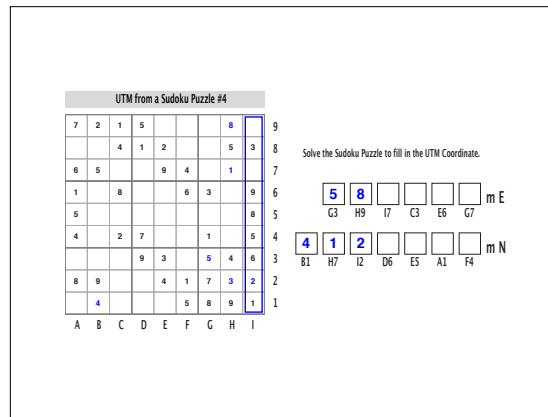 UTM from a Sudoku Puzzle #4
7 2 1 5 8 9
4 1 2 5 3 8
6 5 9 4 1 7
1 8 6 3 9 6
5 8 5
4 2 7 1 5 4
9 3 5 4 6 3
8 9 4 1 7 3 2 2
4 5 8 9 1 1
A B C D E F G H I
Solve the Sudoku Puzzle to fill in the UTM Coordinate.
5 8 m E
G3 H9 I7 C3 E6 G7
4 1 2 m N
B1 H7 I2 D6 E5 A1 F4